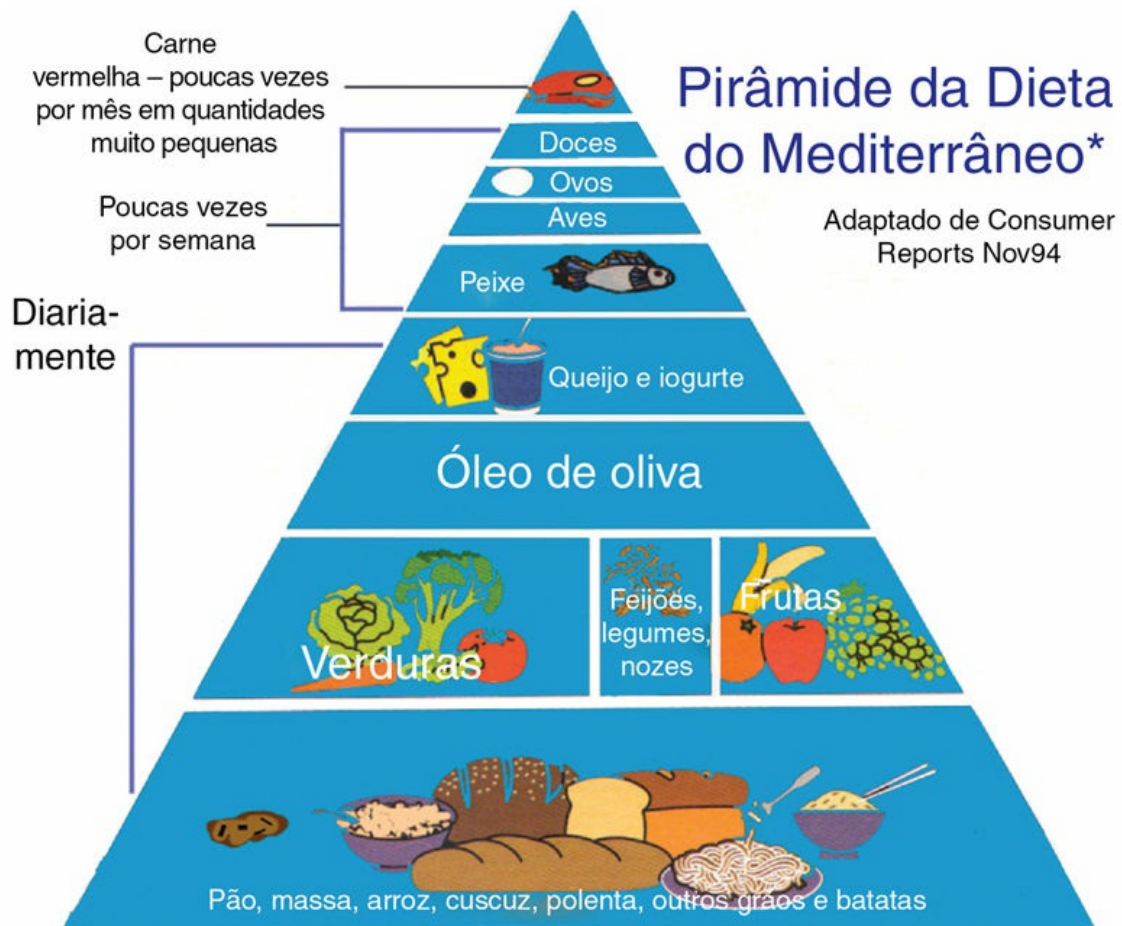 Carne
vermelha – poucas vezes
por mês em quantidades
muito pequenas
Pirâmide da Dieta
do Mediterrâneo*
Adaptado de Consumer
Reports Nov94
Doces
Ovos
Aves
Poucas vezes
por semana
Peixe
Diaria-
mente
Queijo e iogurte
Óleo de oliva
Verduras
Feijões,
legumes,
nozes
Frutas
Pão, massa, arroz, cuscuz, polenta, outros grãos e batatas